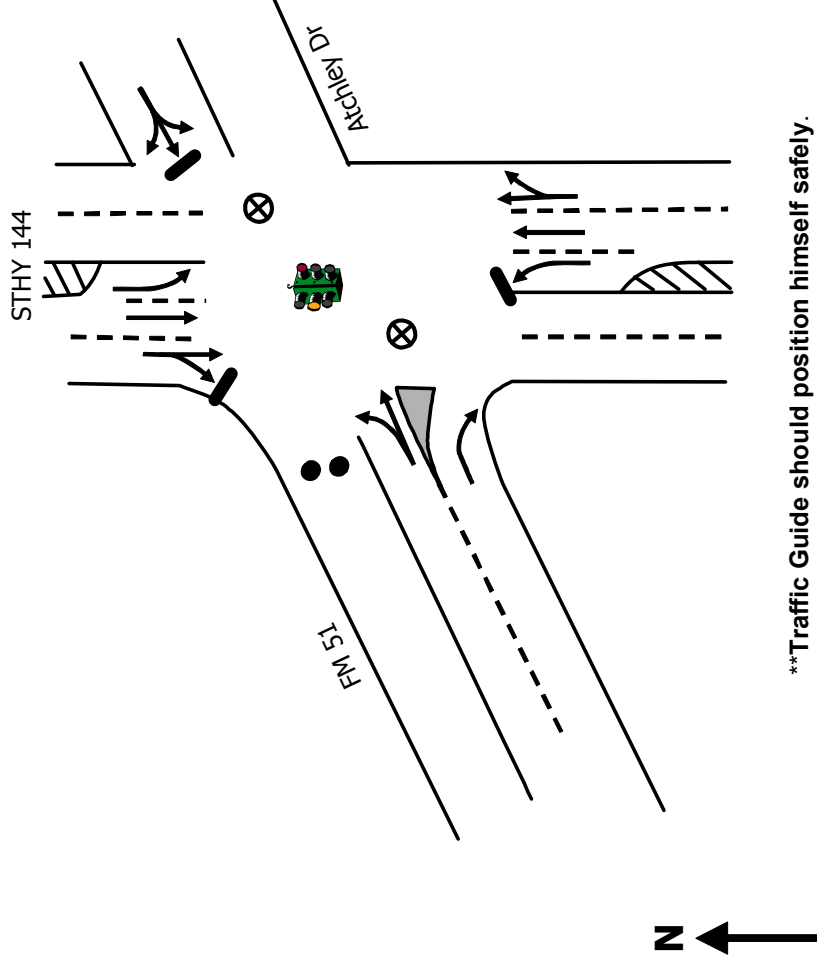 STHY 144
Atchley Dr
FM 51
N
**Traffic Guide should position himself safely.